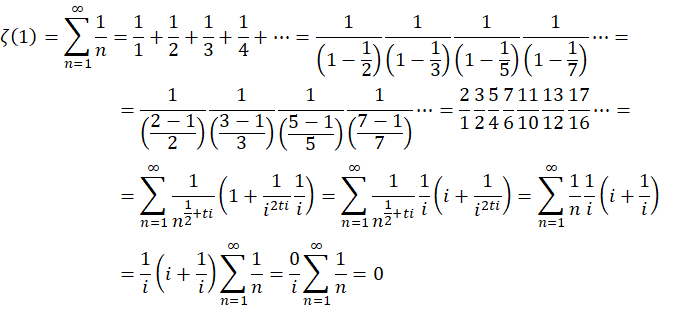 ζ(1) = ∑_{n=1}^{∞} 1/n = 1/1 + 1/2 + 1/3 + 1/4 + ⋯ = 1/(1 − 1/2) 1/(1 − 1/3) 1/(1 − 1/5) 1/(1 − 1/7) ⋯ =
= 1/((2 − 1)/2) 1/((3 − 1)/3) 1/((5 − 1)/5) 1/((7 − 1)/7) ⋯ = 2/1 3/2 5/4 7/6 11/10 13/12 17/16 ⋯ =
= ∑_{n=1}^{∞} 1/n^{1/2+ti} (1 + 1/i^{2ti} 1/i) = ∑_{n=1}^{∞} 1/n^{1/2+ti} 1/i (i + 1/i^{2ti}) = ∑_{n=1}^{∞} 1/n 1/i (i + 1/i)
= 1/i (i + 1/i) ∑_{n=1}^{∞} 1/n = 0/i ∑_{n=1}^{∞} 1/n = 0